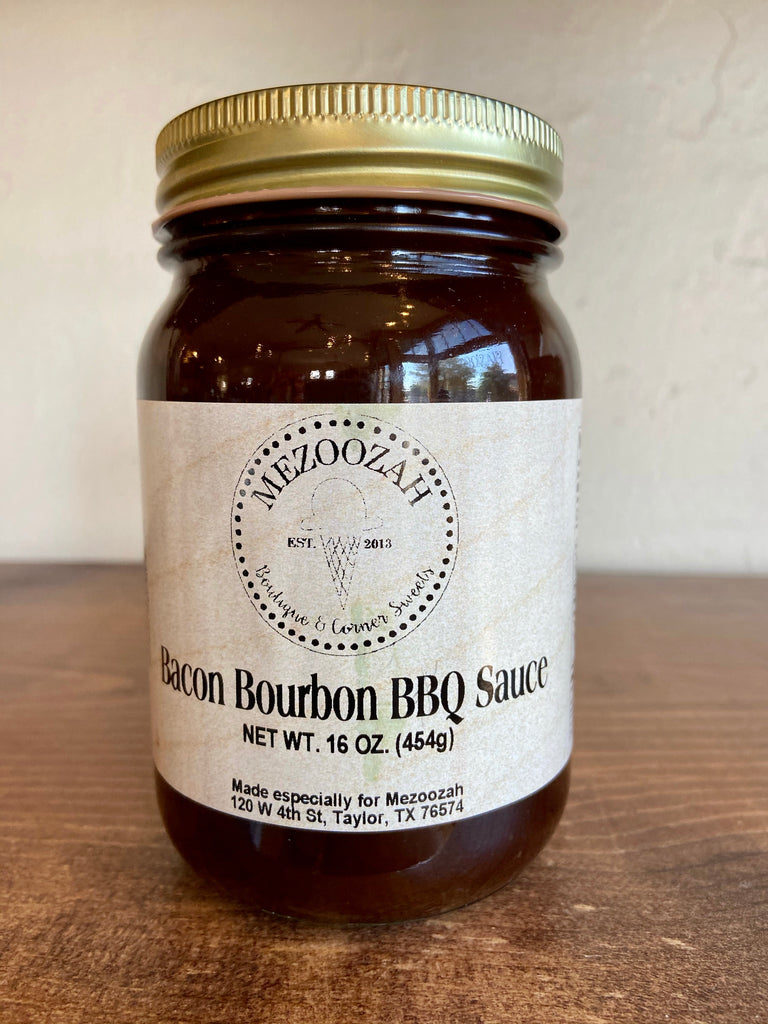 MEZOOZAH
EST. 2013
Boutique & Corner Sweets
Bacon Bourbon BBQ Sauce
NET WT. 16 OZ. (454g)
Made especially for Mezoozah
120 W 4th St, Taylor, TX 76574